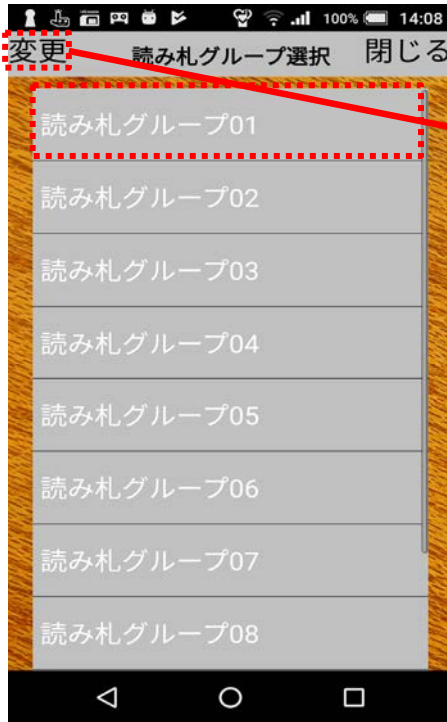 100% 14:08
変更 読み札グループ選択 閉じる
読み札グループ01
読み札グループ02
読み札グループ03
読み札グループ04
読み札グループ05
読み札グループ06
読み札グループ07
読み札グループ08